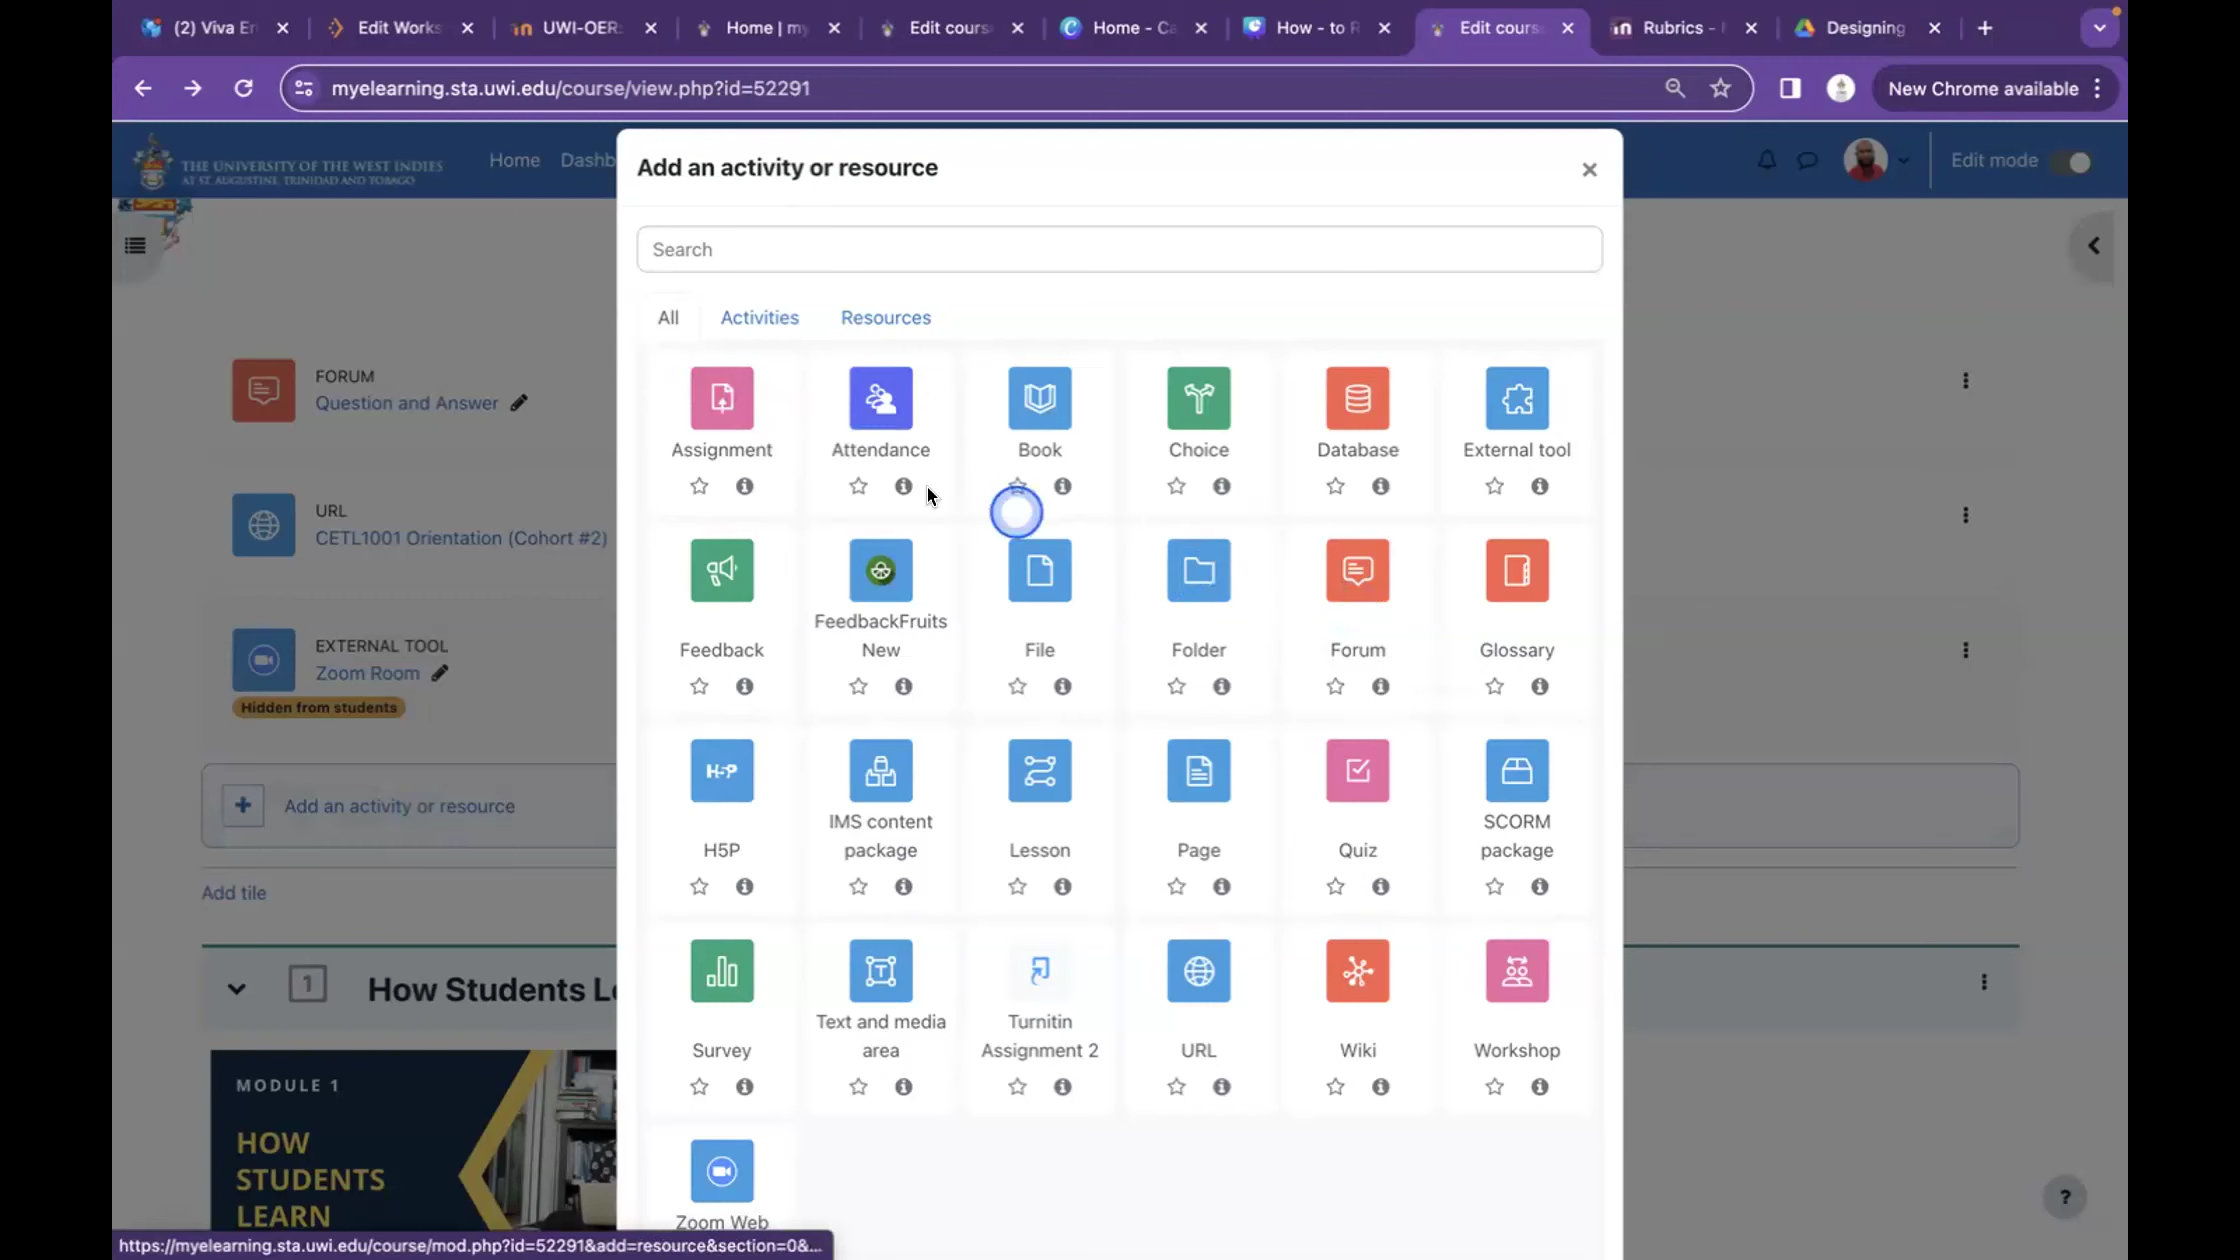 (2) Viva En
Edit Works
UWI-OER
Home | my
Edit cours
Home - Ca
How - to R
Edit cours
Rubrics - 
Designing
myelearning.sta.uwi.edu/course/view.php?id=52291
New Chrome available
THE UNIVERSITY OF THE WEST INDIES
AT ST. AUGUSTINE, TRINIDAD AND TOBAGO
Home
Dashb
Edit mode
Add an activity or resource
Search
All
Activities
Resources
FORUM
Question and Answer
URL
CETL1001 Orientation (Cohort #2)
EXTERNAL TOOL
Zoom Room
Hidden from students
Add an activity or resource
Add tile
1
How Students Le
MODULE 1
HOW
STUDENTS
LEARN
Assignment
Attendance
Book
Choice
Database
External tool
Feedback
FeedbackFruits
New
File
Folder
Forum
Glossary
H5P
H5P
IMS content
package
Lesson
Page
Quiz
SCORM
package
Survey
Text and media
area
Turnitin
Assignment 2
URL
Wiki
Workshop
Zoom Web
?
https://myelearning.sta.uwi.edu/course/mod.php?id=52291&add=resource&section=0&...